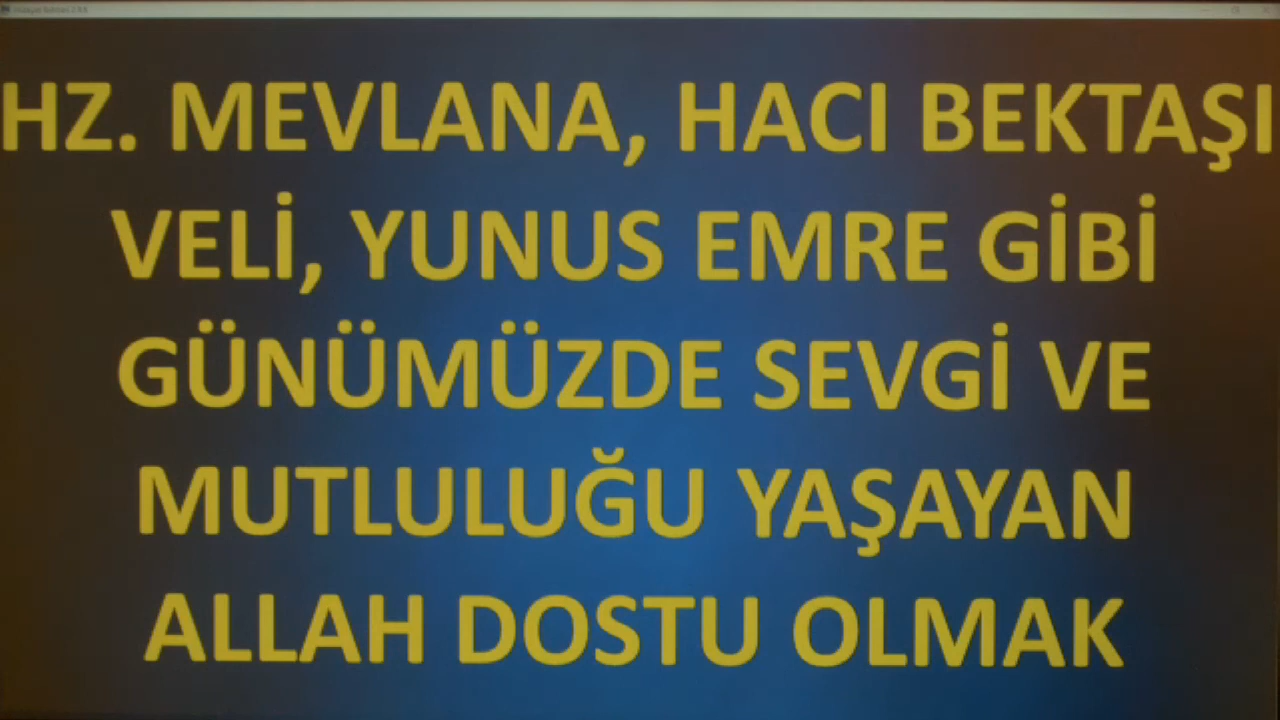 HZ. MEVLANA, HACI BEKTAŞI
VELİ, YUNUS EMRE GİBİ
GÜNÜMÜZDE SEVGİ VE
MUTLULUĞU YAŞAYAN
ALLAH DOSTU OLMAK